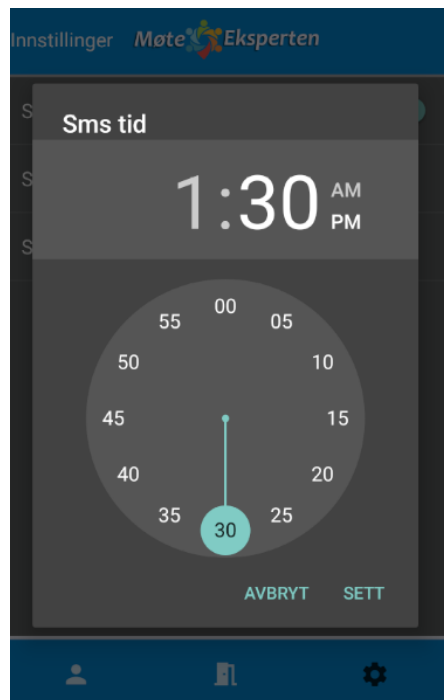 Innstillinger Møte Eksperten
S
Sms tid
S
1:30 AM
PM
S
00
55 05
50 10
45 15
40 20
35 25
30
AVBRYT SETT